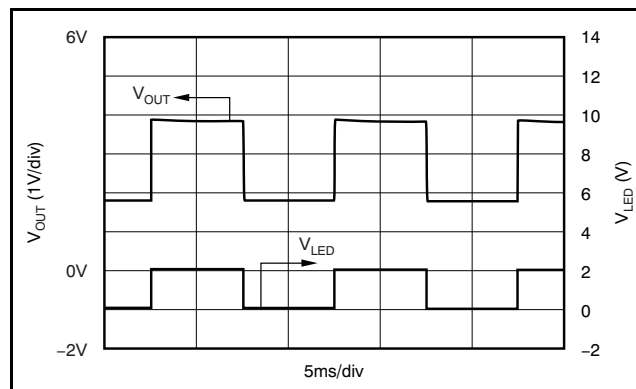 6V
0V
−2V
V_OUT (1V/div)
V_OUT
V_LED
14
12
10
8
6
4
2
0
−2
V_LED (V)
5ms/div